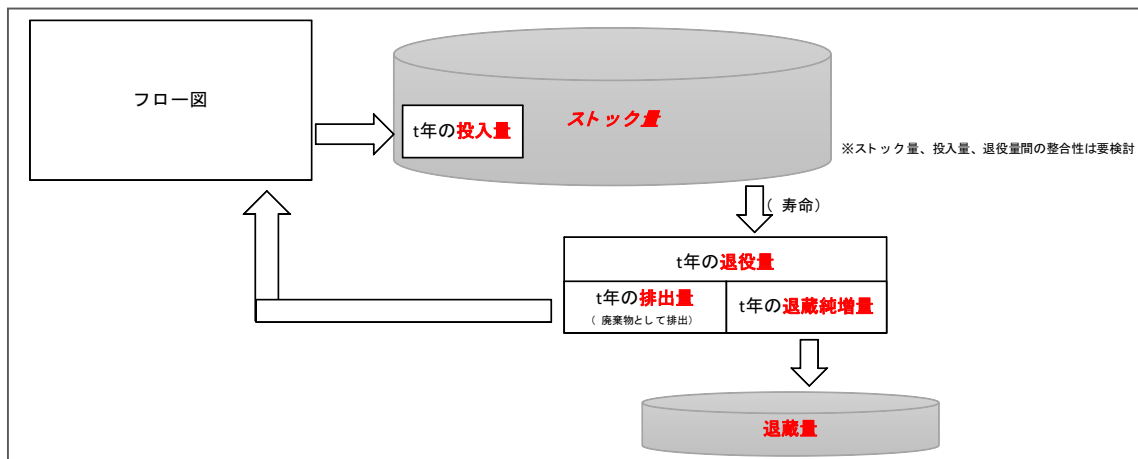 フロー図
t年の投入量
ストック量
※ストック量、投入量、退役量間の整合性は要検討
(寿命)
t年の退役量
t年の排出量
(廃棄物として排出)
t年の退蔵純増量
退蔵量